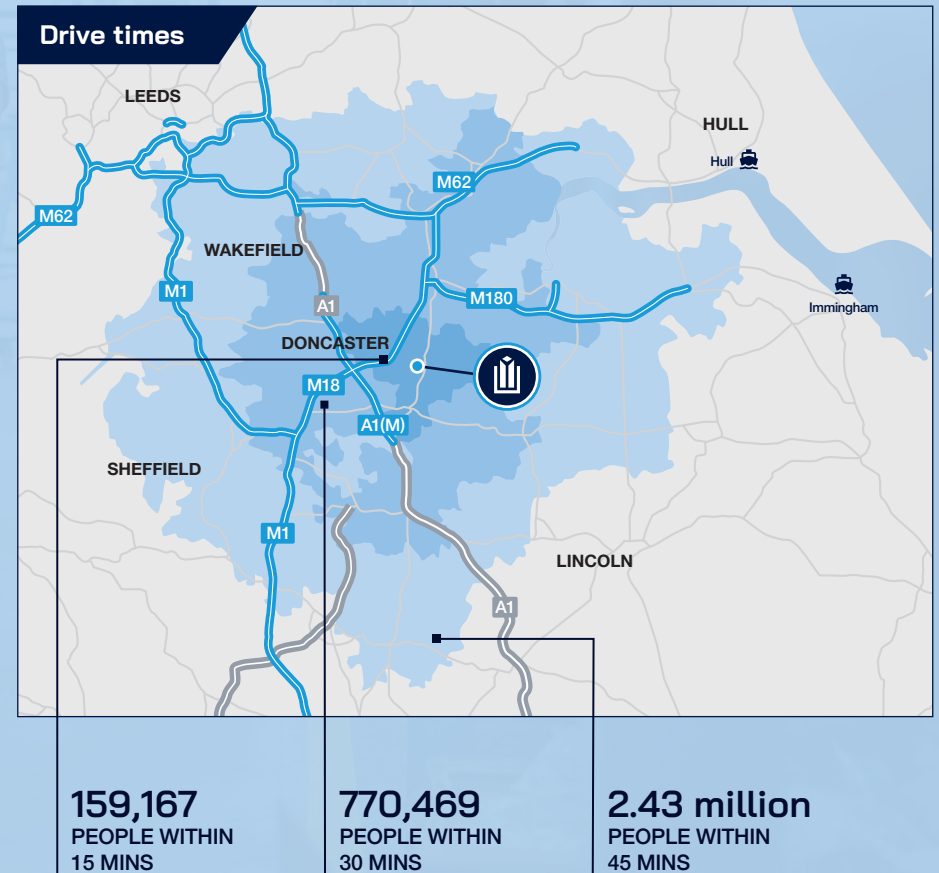 Drive times
LEEDS
HULL
Hull
M62
M62
WAKEFIELD
M1
A1
M180
Immingham
DONCASTER
M18
A1(M)
SHEFFIELD
M1
LINCOLN
A1
159,167
PEOPLE WITHIN
15 MINS
770,469
PEOPLE WITHIN
30 MINS
2.43 million
PEOPLE WITHIN
45 MINS